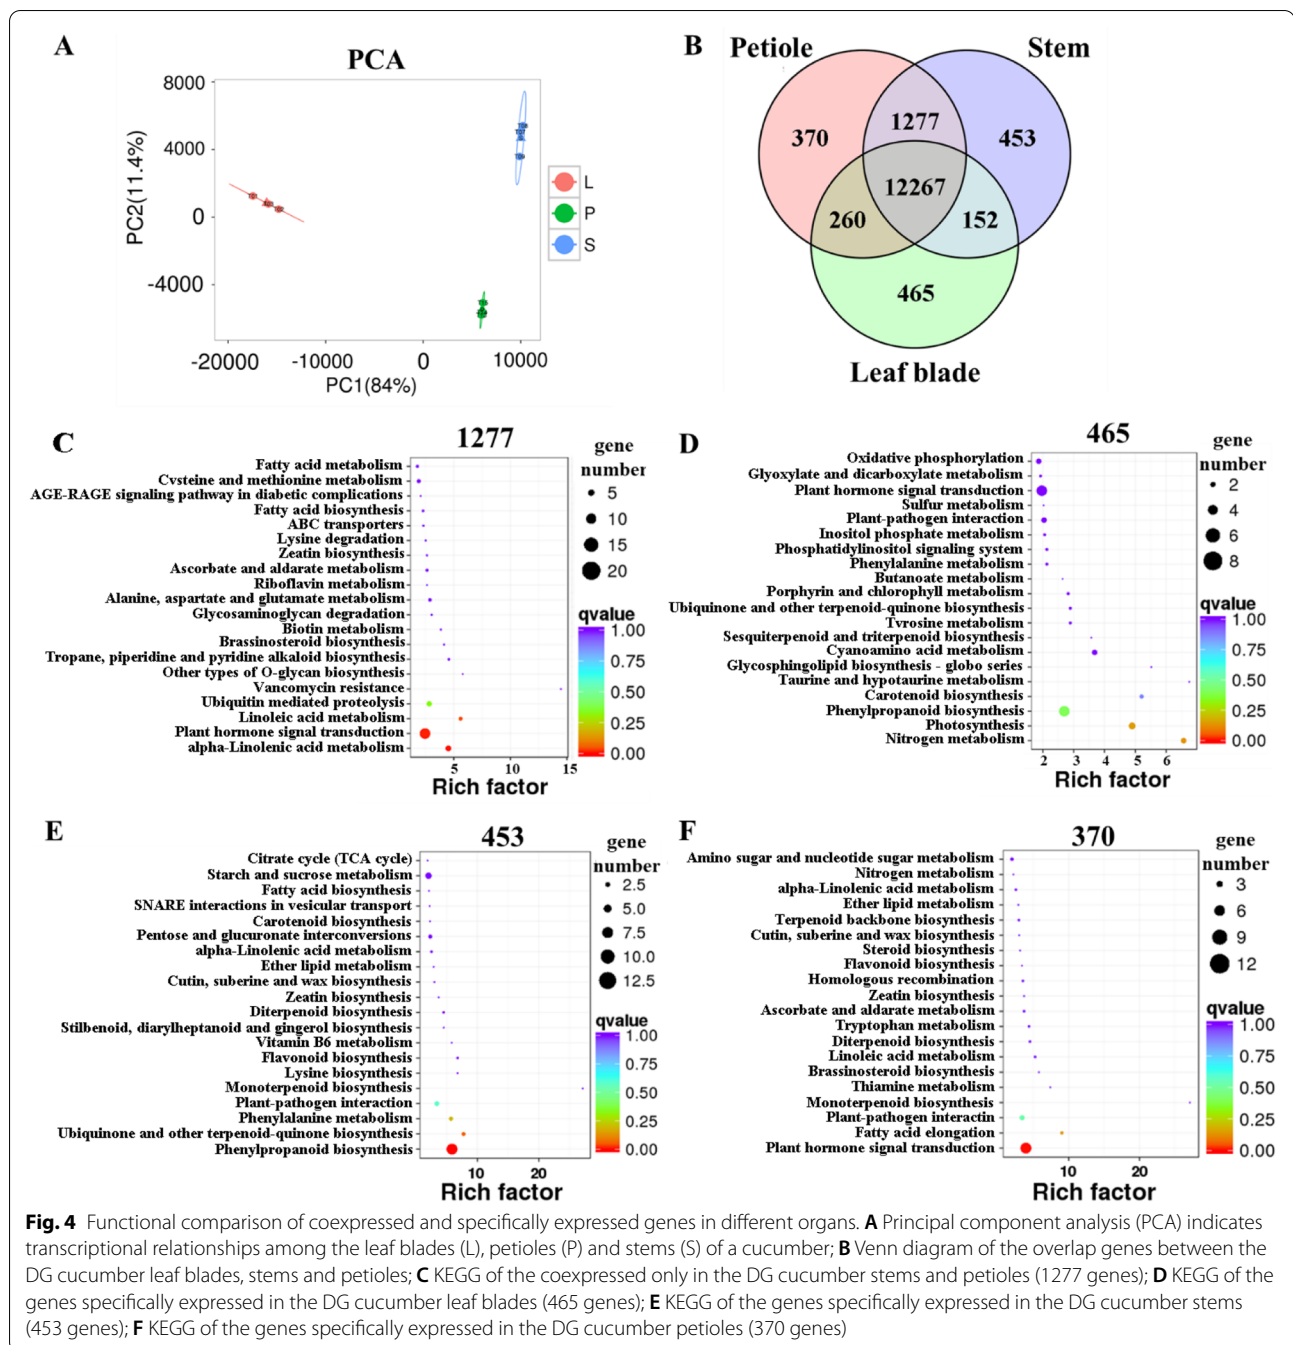 A
PCA
8000
4000
0
-4000
PC2(11.4%)
-20000
-10000
0
10000
PC1(84%)
L
P
S
B
Petiole
Stem
370
1277
453
12267
260
152
465
Leaf blade
C
1277
Fatty acid metabolism
Cvsteine and methionine metabolism
AGE-RAGE signaling pathway in diabetic complications
Fatty acid biosynthesis
ABC transporters
Lysine degradation
Zeatin biosynthesis
Ascorbate and aldarate metabolism
Riboflavin metabolism
Alanine, aspartate and glutamate metabolism
Glycosaminoglycan degradation
Biotin metabolism
Brassinosteroid biosynthesis
Tropane, piperidine and pyridine alkaloid biosynthesis
Other types of O-glycan biosynthesis
Vancomycin resistance
Ubiquitin mediated proteolysis
Linoleic acid metabolism
Plant hormone signal transduction
alpha-Linolenic acid metabolism
5
10
15
Rich factor
gene
number
5
10
15
20
qvalue
1.00
0.75
0.50
0.25
0.00
D
465
Oxidative phosphorylation
Glyoxylate and dicarboxylate metabolism
Plant hormone signal transduction
Sulfur metabolism
Plant-pathogen interaction
Inositol phosphate metabolism
Phosphatidylinositol signaling system
Phenylalanine metabolism
Butanoate metabolism
Porphyrin and chlorophyll metabolism
Ubiquinone and other terpenoid-quinone biosynthesis
Tyrosine metabolism
Sesquiterpenoid and triterpenoid biosynthesis
Cyanoamino acid metabolism
Glycosphingolipid biosynthesis - globo series
Taurine and hypotaurine metabolism
Carotenoid biosynthesis
Phenylpropanoid biosynthesis
Photosynthesis
Nitrogen metabolism
2
3
4
5
6
Rich factor
gene
number
2
4
6
8
qvalue
1.00
0.75
0.50
0.25
0.00
E
453
Citrate cycle (TCA cycle)
Starch and sucrose metabolism
Fatty acid biosynthesis
SNARE interactions in vesicular transport
Carotenoid biosynthesis
Pentose and glucuronate interconversions
alpha-Linolenic acid metabolism
Ether lipid metabolism
Cutin, suberine and wax biosynthesis
Zeatin biosynthesis
Diterpenoid biosynthesis
Stilbenoid, diarylheptanoid and gingerol biosynthesis
Vitamin B6 metabolism
Flavonoid biosynthesis
Lysine biosynthesis
Monoterpenoid biosynthesis
Plant-pathogen interaction
Phenylalanine metabolism
Ubiquinone and other terpenoid-quinone biosynthesis
Phenylpropanoid biosynthesis
10
20
Rich factor
gene
number
2.5
5.0
7.5
10.0
12.5
qvalue
1.00
0.75
0.50
0.25
0.00
F
370
Amino sugar and nucleotide sugar metabolism
Nitrogen metabolism
alpha-Linolenic acid metabolism
Ether lipid metabolism
Terpenoid backbone biosynthesis
Cutin, suberine and wax biosynthesis
Steroid biosynthesis
Flavonoid biosynthesis
Homologous recombination
Zeatin biosynthesis
Ascorbate and aldarate metabolism
Tryptophan metabolism
Diterpenoid biosynthesis
Linoleic acid metabolism
Brassinosteroid biosynthesis
Thiamine metabolism
Monoterpenoid biosynthesis
Plant-pathogen interactin
Fatty acid elongation
Plant hormone signal transduction
10
20
Rich factor
gene
number
3
6
9
12
qvalue
1.00
0.75
0.50
0.25
0.00
Fig. 4 Functional comparison of coexpressed and specifically expressed genes in different organs. A Principal component analysis (PCA) indicates
transcriptional relationships among the leaf blades (L), petioles (P) and stems (S) of a cucumber; B Venn diagram of the overlap genes between the
DG cucumber leaf blades, stems and petioles; C KEGG of the coexpressed only in the DG cucumber stems and petioles (1277 genes); D KEGG of the
genes specifically expressed in the DG cucumber leaf blades (465 genes); E KEGG of the genes specifically expressed in the DG cucumber stems
(453 genes); F KEGG of the genes specifically expressed in the DG cucumber petioles (370 genes)